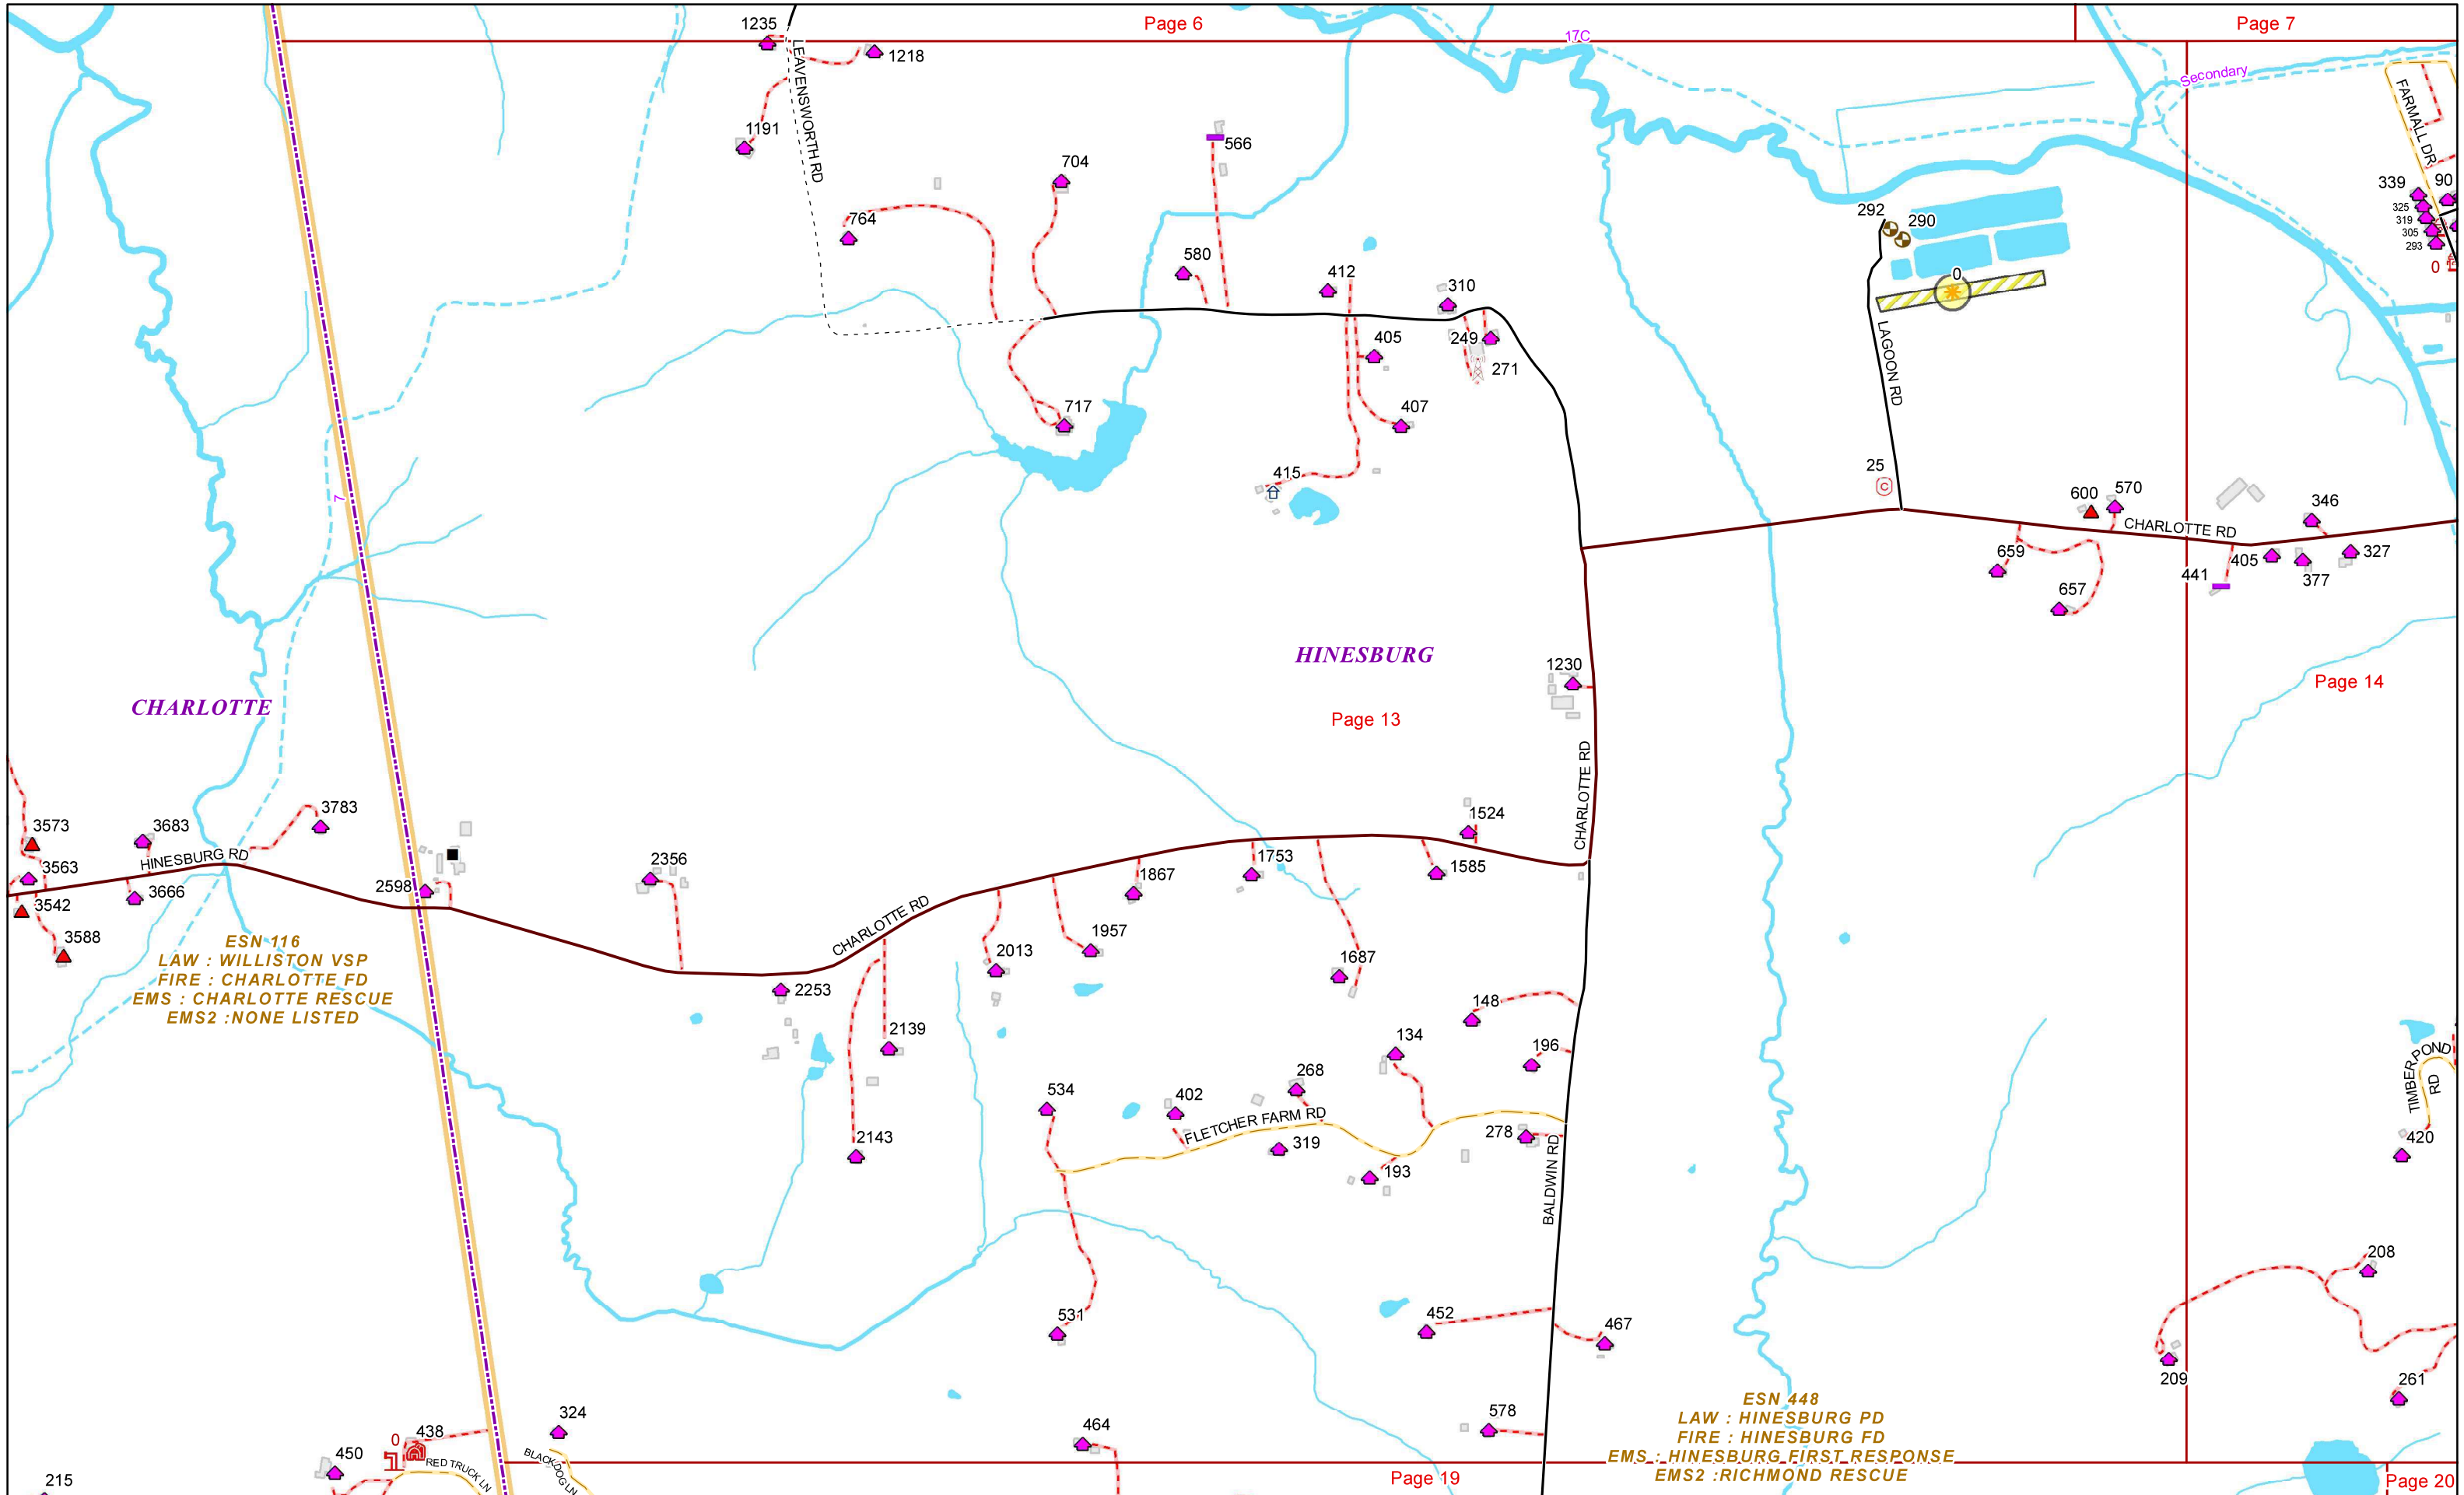 Page 6
Page 7
1235
1218
LEAVENSWORTH RD
1191
17C
Secondary
FARMALL DR
566
704
764
580
412
310
249
271
405
407
415
717
292
290
0
LAGOON RD
25
339
90
325
319
305
293
0
600
570
CHARLOTTE RD
346
659
657
441
405
377
327
7
HINESBURG
Page 13
CHARLOTTE
Page 14
1230
CHARLOTTE RD
3573
3683
3783
HINESBURG RD
3563
3666
3542
3588
2598
2356
CHARLOTTE RD
1867
1753
1524
1585
1957
2013
1687
2253
2139
2143
ESN 116
LAW : WILLISTON VSP
FIRE : CHARLOTTE FD
EMS : CHARLOTTE RESCUE
EMS2 :NONE LISTED
148
196
134
268
402
534
FLETCHER FARM RD
319
193
278
BALDWIN RD
TIMBER POND
RD
420
531
452
467
208
209
261
578
464
324
438
0
450
215
RED TRUCK LN
BLACK DOG LN
ESN 448
LAW : HINESBURG PD
FIRE : HINESBURG FD
EMS : HINESBURG FIRST RESPONSE
EMS2 :RICHMOND RESCUE
Page 19
Page 20